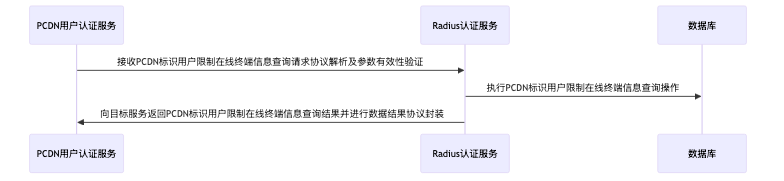 PCDN用户认证服务
Radius认证服务
数据库
接收PCDN标识用户限制在线终端信息查询请求协议解析及参数有效性验证
执行PCDN标识用户限制在线终端信息查询操作
向目标服务返回PCDN标识用户限制在线终端信息查询结果并进行数据结果协议封装
PCDN用户认证服务
Radius认证服务
数据库